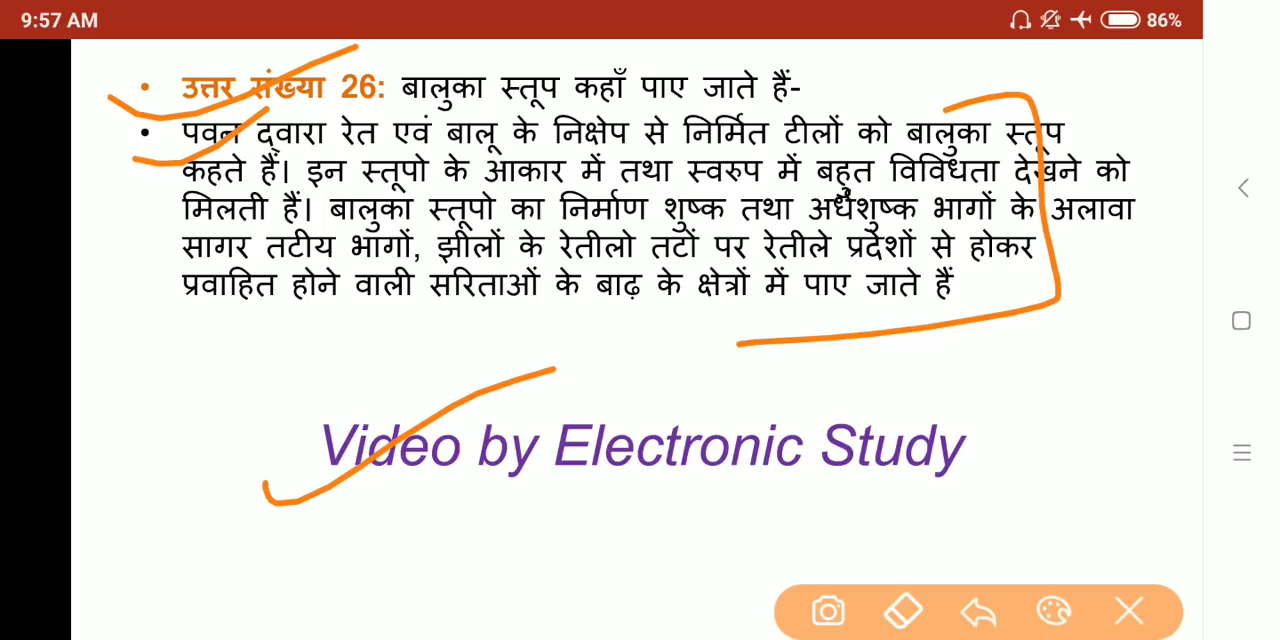 9:57 AM
86%
• उत्तर संख्या 26: बालुका स्तूप कहाँ पाए जाते हैं-
• पवन द्वारा रेत एवं बालू के निक्षेप से निर्मित टीलों को बालुका स्तूप
कहते हैं। इन स्तूपो के आकार में तथा स्वरुप में बहुत विविधता देखने को
मिलती हैं। बालुका स्तूपो का निर्माण शुष्क तथा अर्धशुष्क भागों के अलावा
सागर तटीय भागों, झीलों के रेतीलो तटों पर रेतीले प्रदेशों से होकर
प्रवाहित होने वाली सरिताओं के बाढ़ के क्षेत्रों में पाए जाते हैं
Video by Electronic Study